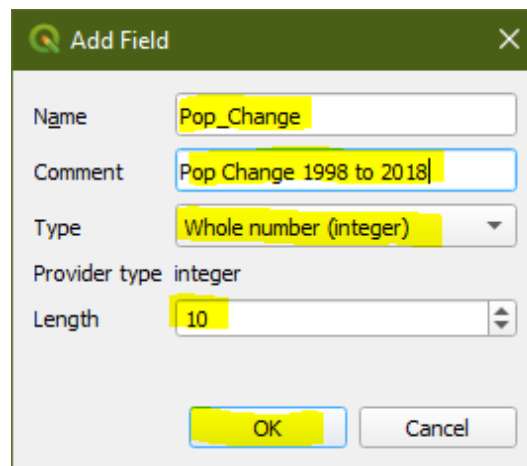 Add Field
Name Pop_Change
Comment Pop Change 1998 to 2018
Type Whole number (integer)
Provider type integer
Length 10
OK Cancel